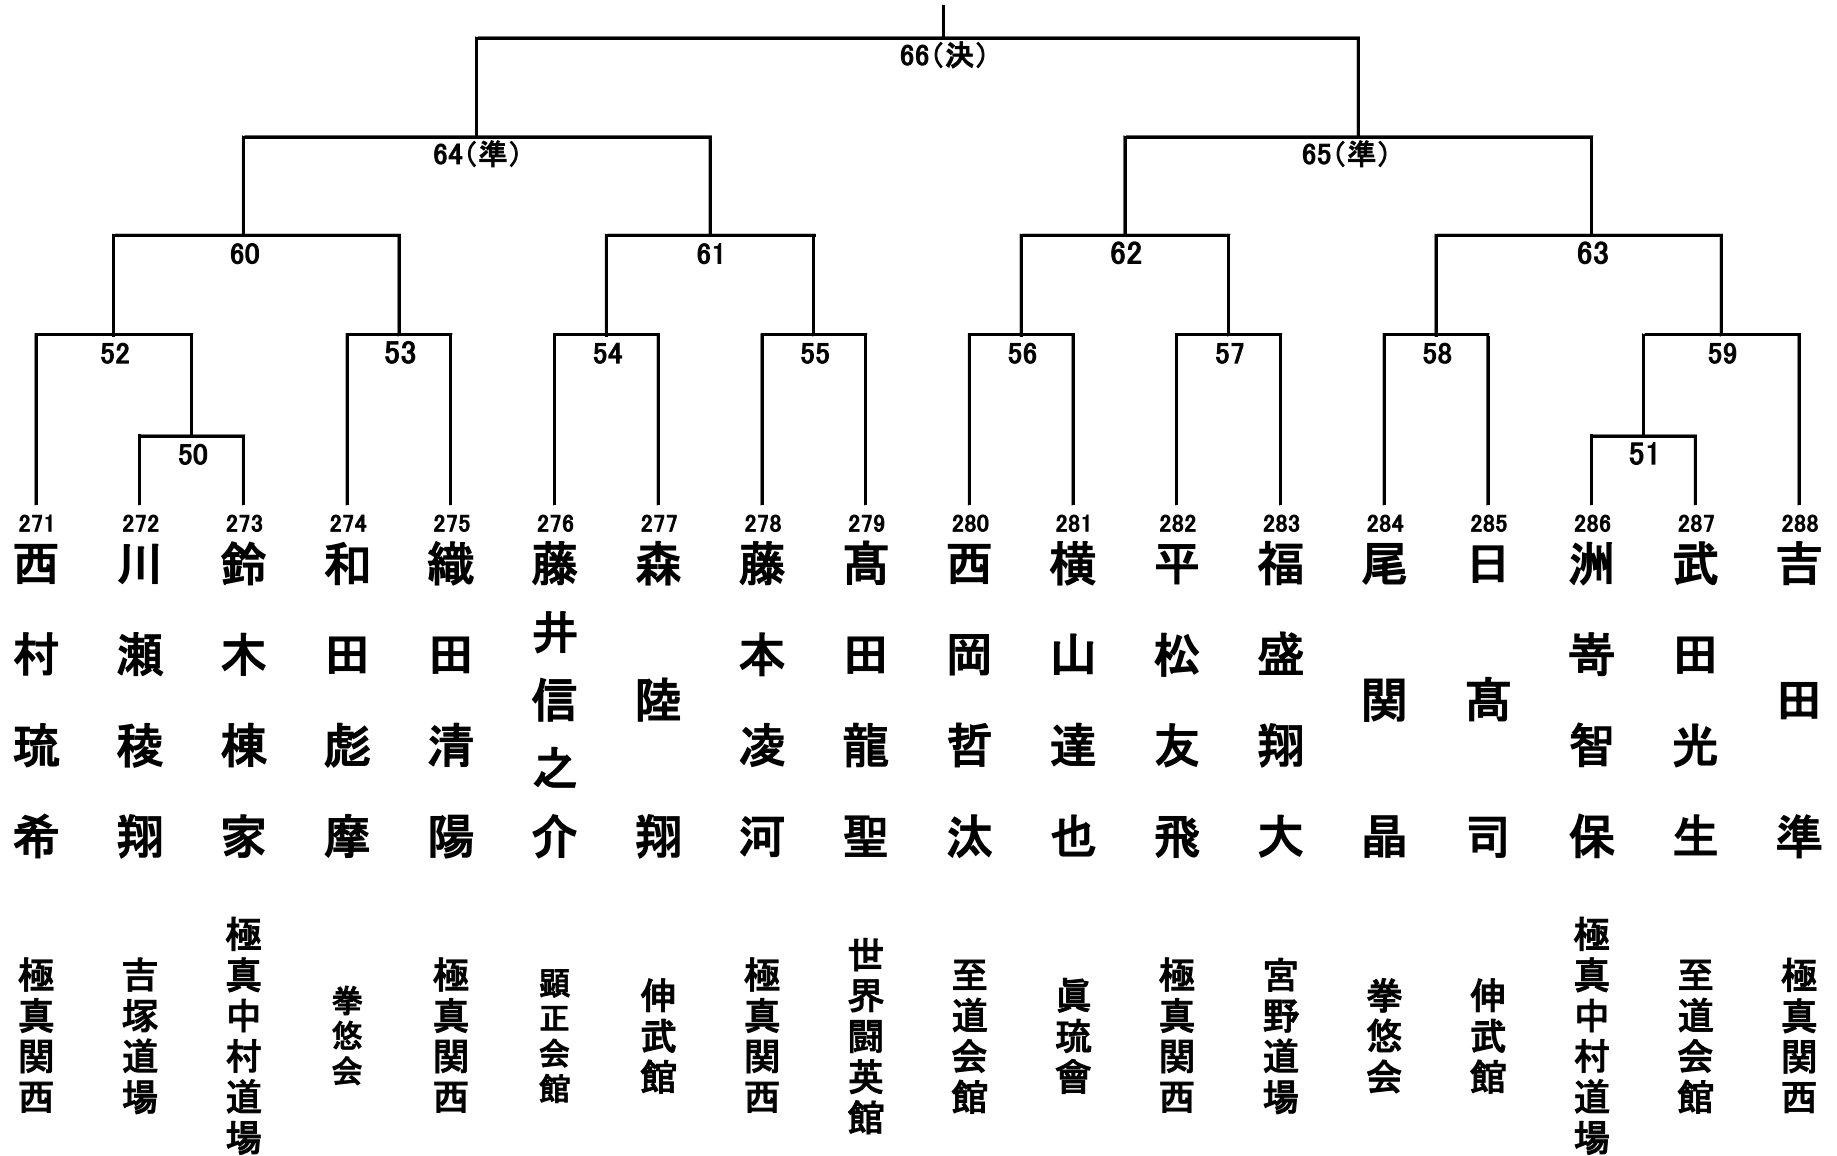 66（決）
64（準）
65（準）
60
61
62
63
52
53
54
55
56
57
58
59
50
51
271
西村琉希
極真関西
272
川瀬稜翔
吉塚道場
273
鈴木棟家
極真中村道場
274
和田彪摩
拳悠会
275
織田清陽
極真関西
276
藤井信之介
顕正会館
277
森陸翔
伸武館
278
藤本凌河
極真関西
279
髙田龍聖
世界闘英館
280
西岡哲汰
至道会館
281
横山達也
眞琉會
282
平松友飛
極真関西
283
福盛翔大
宮野道場
284
尾関晶
拳悠会
285
日髙司
伸武館
286
洲嵜智保
極真中村道場
287
武田光生
至道会館
288
吉田準
極真関西